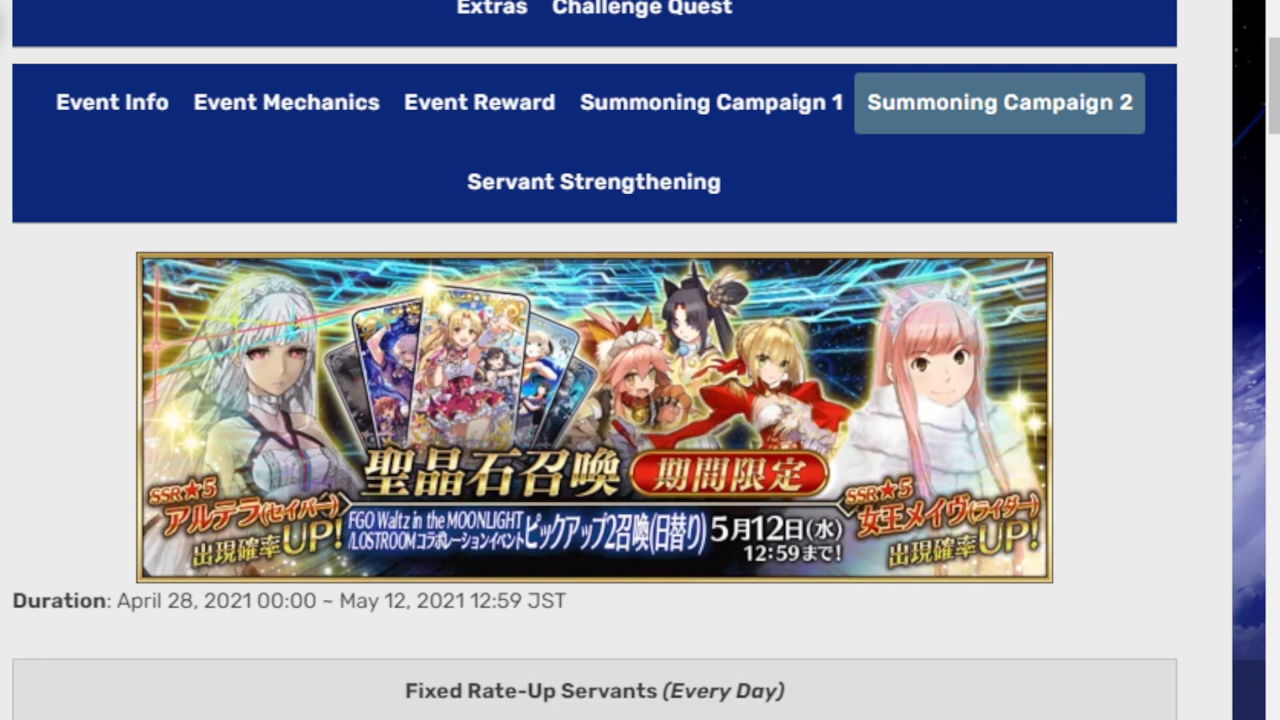 Extras Challenge Quest
Event Info Event Mechanics Event Reward Summoning Campaign 1 Summoning Campaign 2
Servant Strengthening
聖晶石召喚 期間限定
SSR★5
アルテラ(セイバー)
出現確率UP!
FGO Waltz in the MOONLIGHT
/LOSTROOMコラボレーションイベント
ピックアップ2召喚(日替り)
5月12日(水)
12:59まで!
SSR★5
女王メイヴ(ライダー)
出現確率UP!
Duration: April 28, 2021 00:00 ~ May 12, 2021 12:59 JST
Fixed Rate-Up Servants (Every Day)